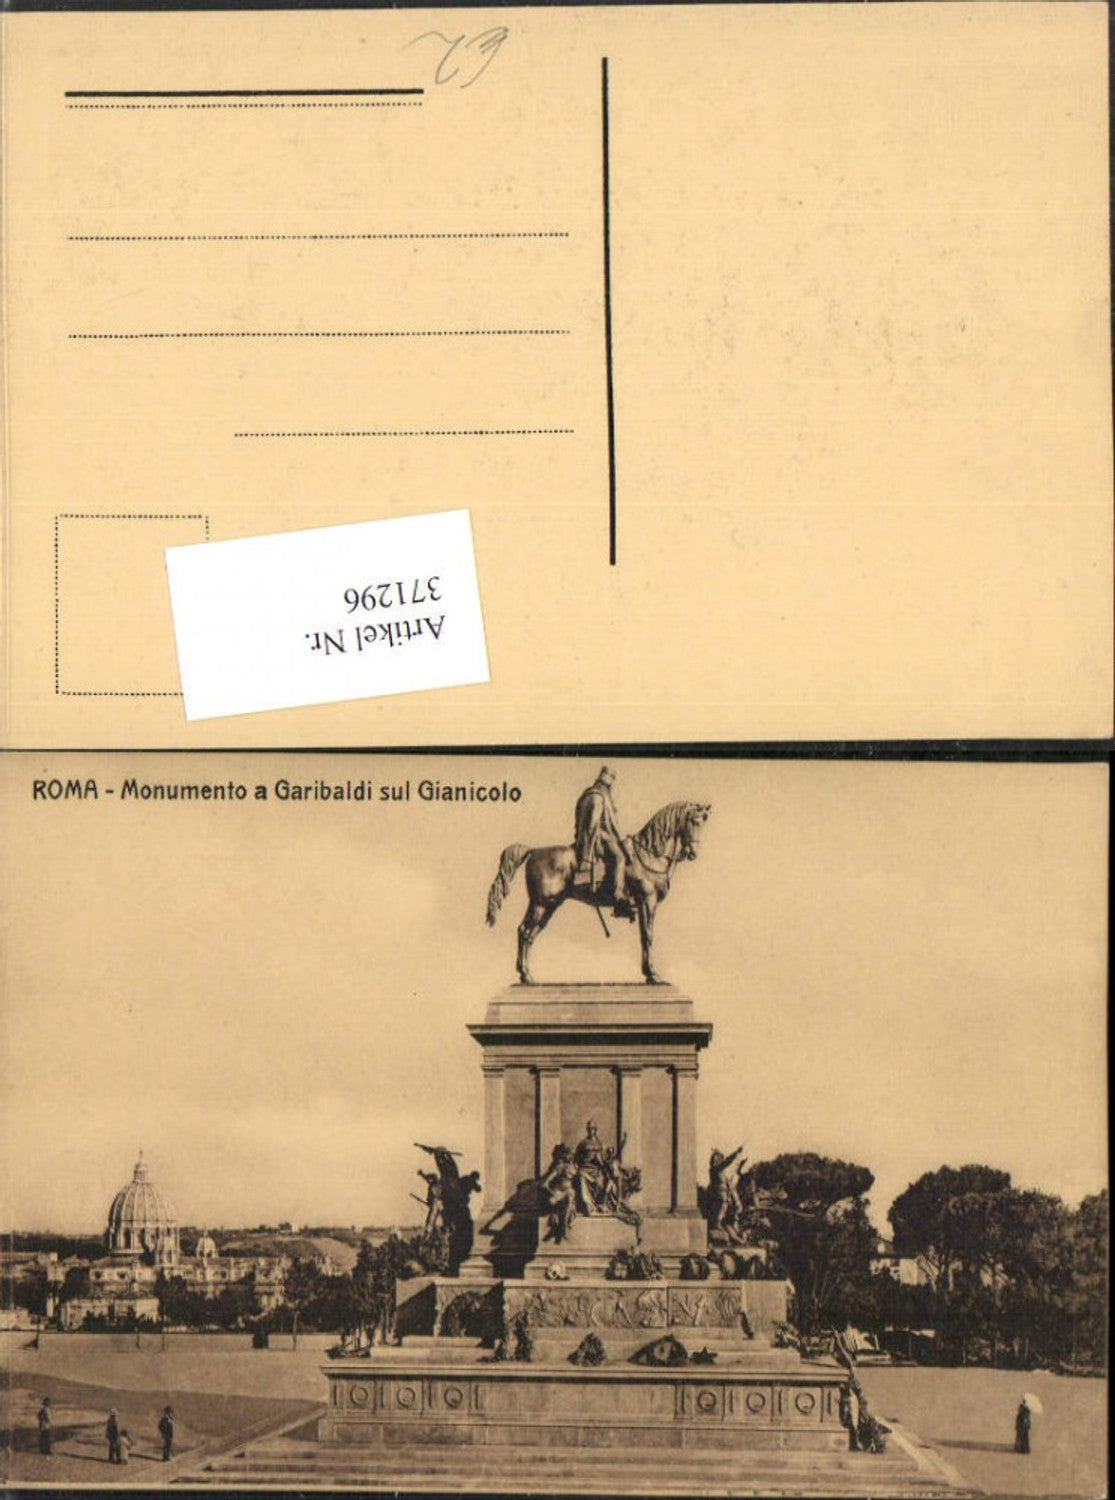 Artikel Nr.
371296
ROMA - Monumento a Garibaldi sul Gianicolo